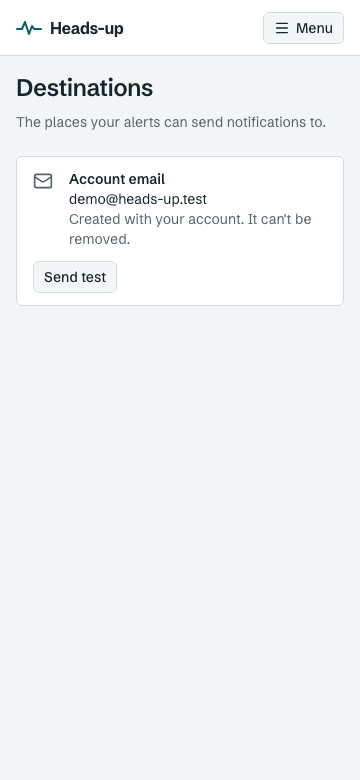 Heads-up
Menu
Destinations
The places your alerts can send notifications to.
Account email
demo@heads-up.test
Created with your account. It can't be
removed.
Send test